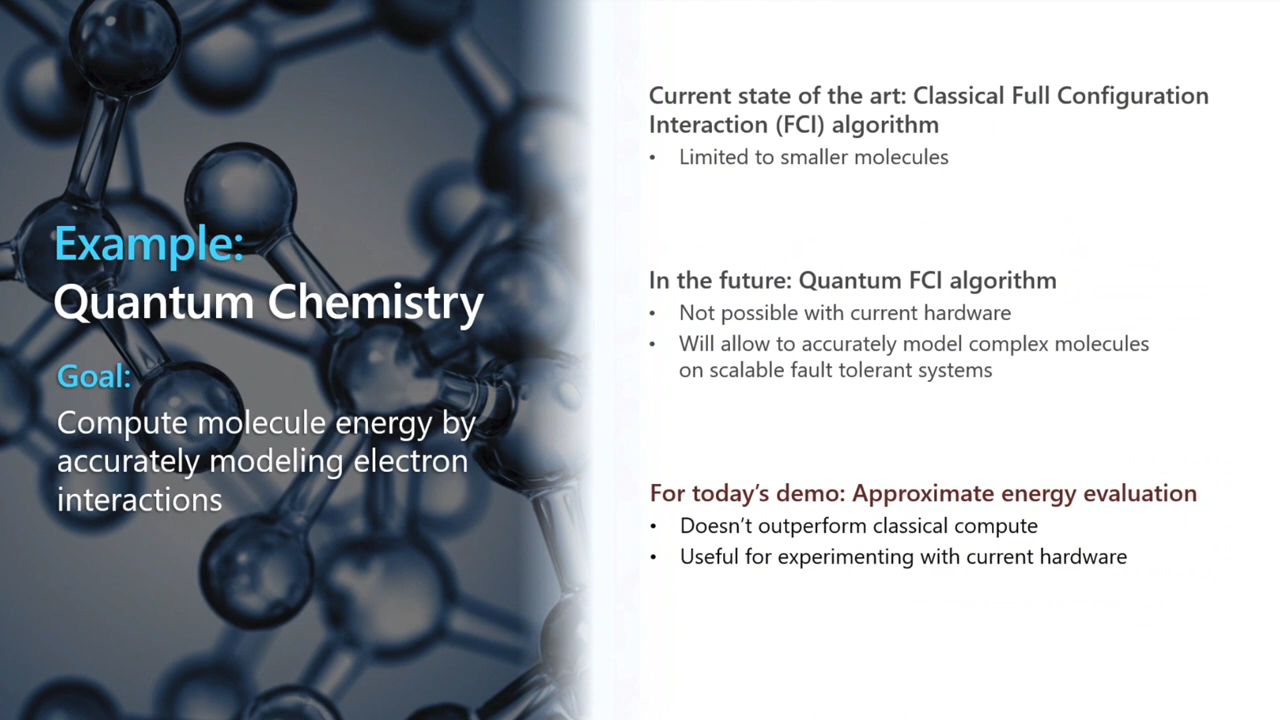 Example:
Quantum Chemistry
Goal:
Compute molecule energy by
accurately modeling electron
interactions
Current state of the art: Classical Full Configuration
Interaction (FCI) algorithm
• Limited to smaller molecules
In the future: Quantum FCI algorithm
• Not possible with current hardware
• Will allow to accurately model complex molecules
on scalable fault tolerant systems
For today's demo: Approximate energy evaluation
• Doesn't outperform classical compute
• Useful for experimenting with current hardware